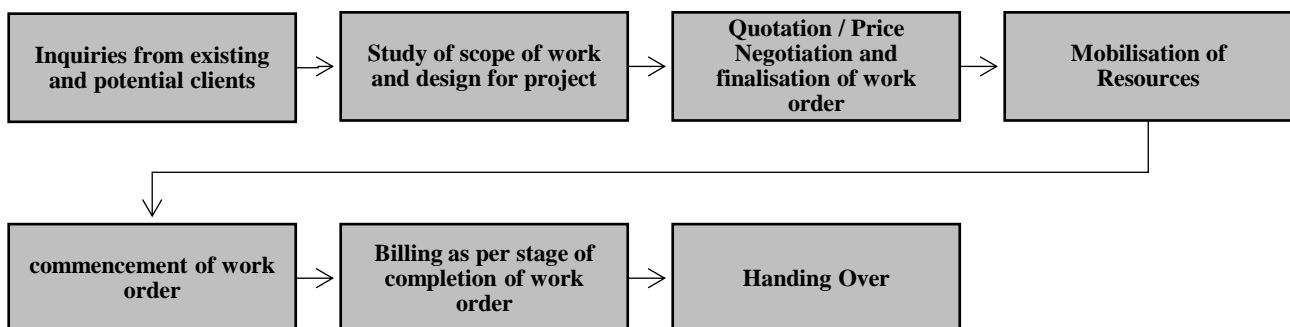 Inquiries from existing
and potential clients
Study of scope of work
and design for project
Quotation / Price
Negotiation and
finalisation of work
order
Mobilisation of
Resources
commencement of work
order
Billing as per stage of
completion of work
order
Handing Over